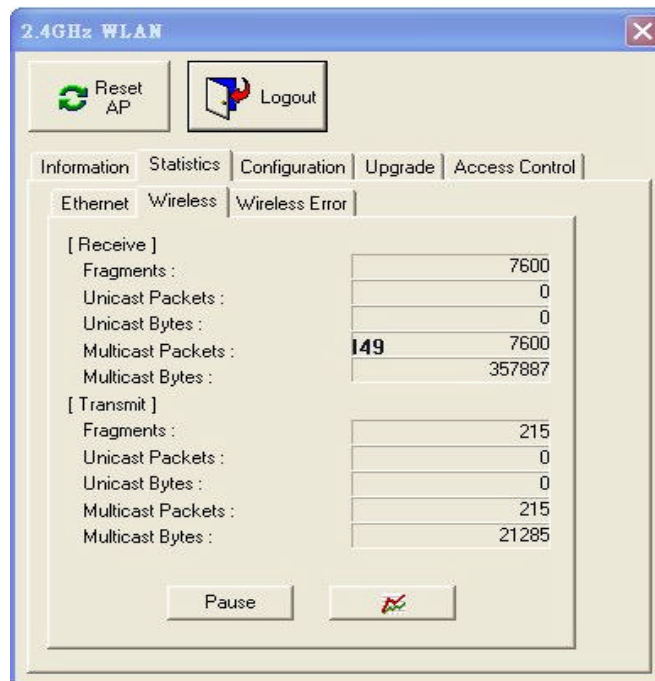 2.4GHz WLAN
Reset AP
Logout
Information Statistics Configuration Upgrade Access Control
Ethernet Wireless Wireless Error
[ Receive ]
Fragments : 7600
Unicast Packets : 0
Unicast Bytes : 0
Multicast Packets : I49 7600
Multicast Bytes : 357887
[ Transmit ]
Fragments : 215
Unicast Packets : 0
Unicast Bytes : 0
Multicast Packets : 215
Multicast Bytes : 21285
Pause